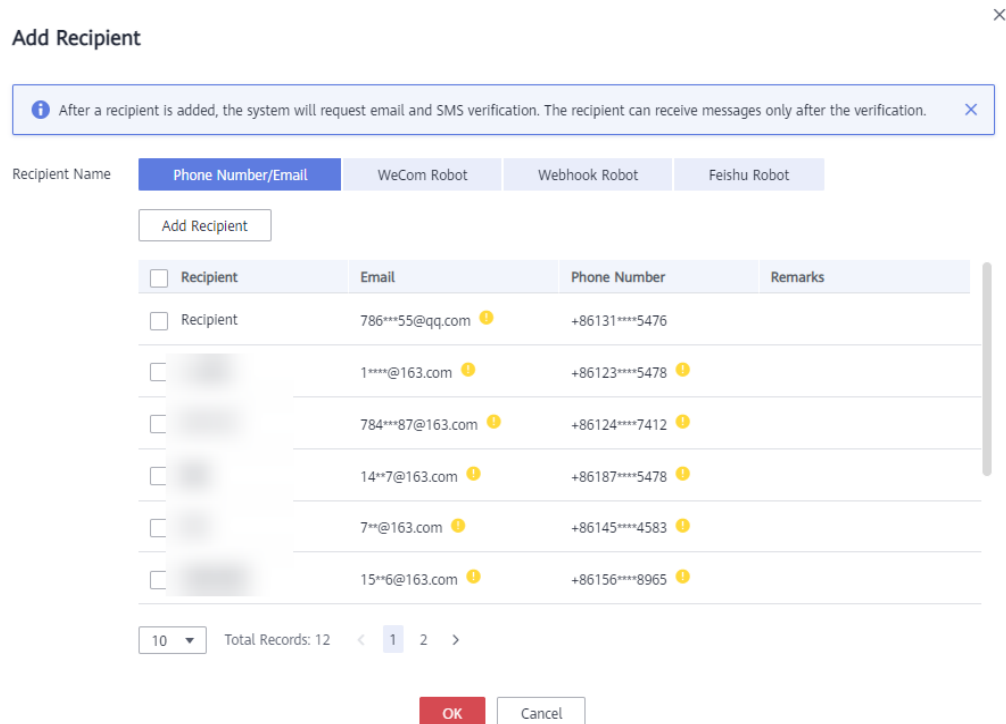 Add Recipient
After a recipient is added, the system will request email and SMS verification. The recipient can receive messages only after the verification.
Recipient Name Phone Number/Email WeCom Robot Webhook Robot Feishu Robot
Add Recipient
Recipient Email Phone Number Remarks
Recipient 786***55@qq.com +86131****5476
1****@163.com +86123****5478
784***87@163.com +86124****7412
14**7@163.com +86187****5478
7**@163.com +86145****4583
15**6@163.com +86156****8965
10 Total Records: 12 < 1 2 >
OK Cancel